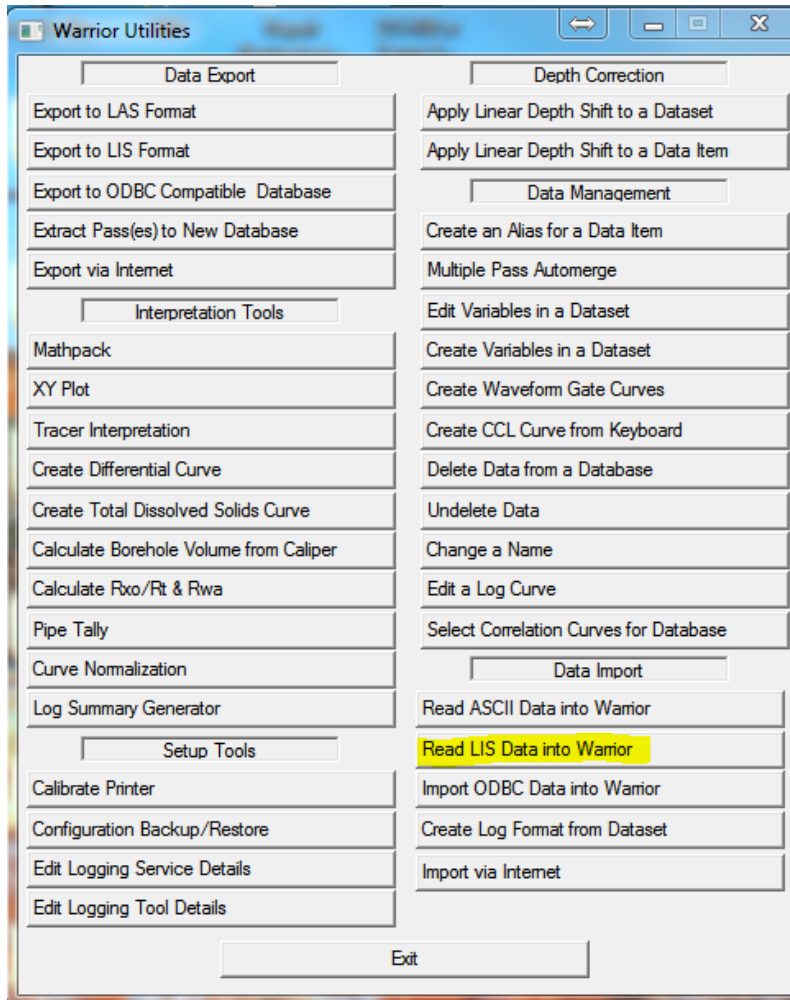 Warrior Utilities
Data Export
Export to LAS Format
Export to LIS Format
Export to ODBC Compatible Database
Extract Pass(es) to New Database
Export via Internet
Interpretation Tools
Mathpack
XY Plot
Tracer Interpretation
Create Differential Curve
Create Total Dissolved Solids Curve
Calculate Borehole Volume from Caliper
Calculate Rxo/Rt & Rwa
Pipe Tally
Curve Normalization
Log Summary Generator
Setup Tools
Calibrate Printer
Configuration Backup/Restore
Edit Logging Service Details
Edit Logging Tool Details
Depth Correction
Apply Linear Depth Shift to a Dataset
Apply Linear Depth Shift to a Data Item
Data Management
Create an Alias for a Data Item
Multiple Pass Automerge
Edit Variables in a Dataset
Create Variables in a Dataset
Create Waveform Gate Curves
Create CCL Curve from Keyboard
Delete Data from a Database
Undelete Data
Change a Name
Edit a Log Curve
Select Correlation Curves for Database
Data Import
Read ASCII Data into Warrior
Read LIS Data into Warrior
Import ODBC Data into Warrior
Create Log Format from Dataset
Import via Internet
Exit